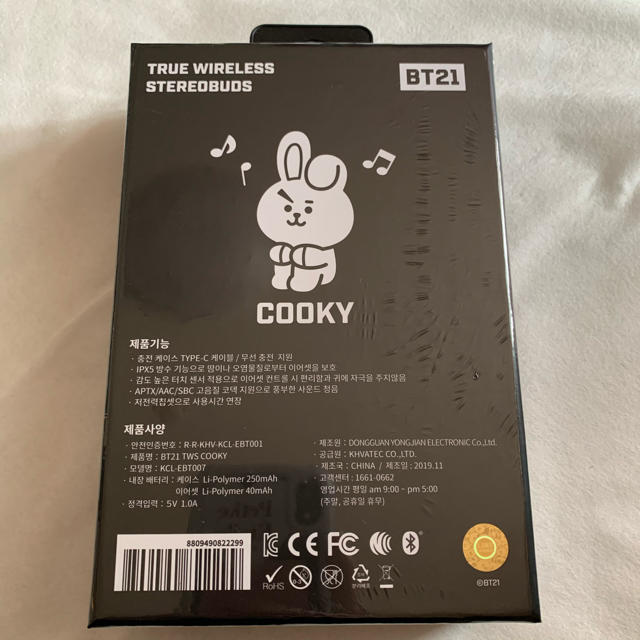 TRUE WIRELESS
STEREOBUDS
BT21
COOKY
제품기능
· 충전 케이스 TYPE-C 케이블 / 무선 충전 지원
· IPX5 방수 기능으로 땀이나 오염물질로부터 이어셋을 보호
· 감도 높은 터치 센서 적용으로 이어셋 컨트롤 시 편리함과 귀에 자극을 주지않음
· APTX/AAC/SBC 고음질 코덱 지원으로 풍부한 사운드 청음
· 저전력칩셋으로 사용시간 연장
제품사양
· 안전인증번호 : R-R-KHV-KCL-EBT001
· 제품명 : BT21 TWS COOKY
· 모델명 : KCL-EBT007
· 내장 배터리 : 케이스 Li-Polymer 250mAh
이어셋 Li-Polymer 40mAh
· 정격입력 : 5V 1.0A
· 제조원 : DONGGUAN YONGJIAN ELECTRONIC Co.,Ltd.
· 공급원 : KHVATEC CO.,LTD.
· 제조국 : CHINA / 제조일 : 2019.11
· 고객센터 : 1661-0662
영업시간 평일 am 9:00 ~ pm 5:00
(주말, 공휴일 휴무)
8809490822299
CE FC
RoHS
0-3
©BT21